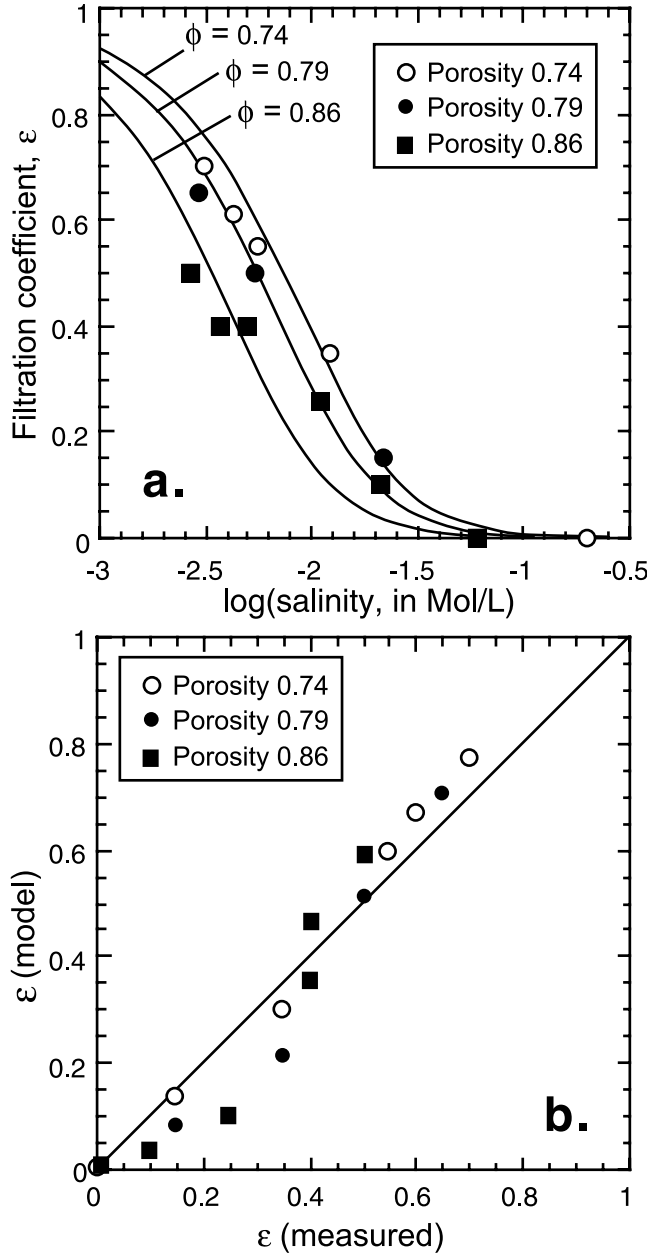 ϕ = 0.74
ϕ = 0.79
ϕ = 0.86
Porosity 0.74
Porosity 0.79
Porosity 0.86
Filtration coefficient, ε
1
0.8
0.6
0.4
0.2
0
a.
-3 -2.5 -2 -1.5 -1 -0.5
log(salinity, in Mol/L)
Porosity 0.74
Porosity 0.79
Porosity 0.86
ε (model)
1
0.8
0.6
0.4
0.2
0
b.
0 0.2 0.4 0.6 0.8 1
ε (measured)